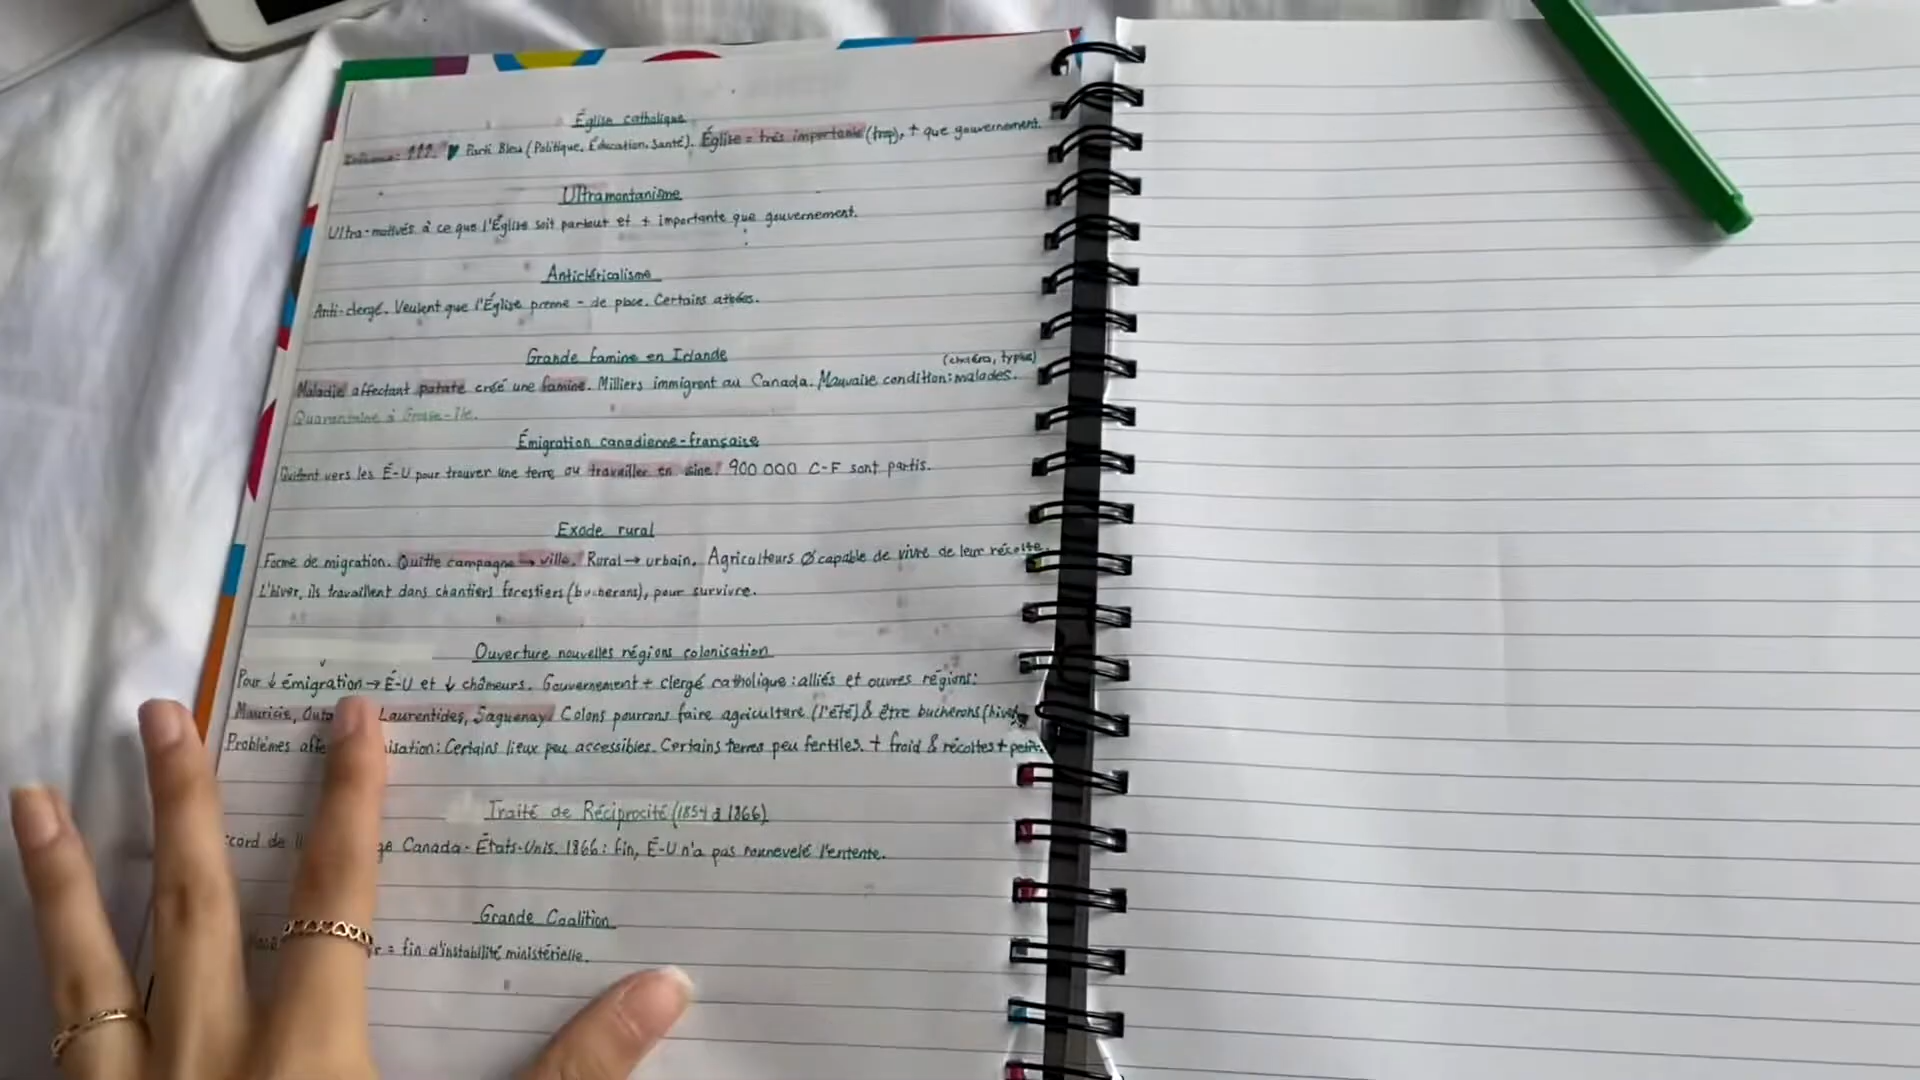 Église catholique
Influence: ↑↑↑. ♥ Parti Bleu (Politique, Éducation, Santé). Église = très importante (trop), + que gouvernement.
Ultramontanisme
Ultra-motivés à ce que l'Église soit partout et + importante que gouvernement.
Anticléricalisme
Anti-clergé. Veulent que l'Église prenne - de place. Certains athées.
Grande famine en Irlande
(choléra, typhus)
Maladie affectant patate créé une famine. Milliers immigrent au Canada. Mauvaise condition: malades.
Quarantaine à Grosse-Île.
Émigration canadienne-française
Quittent vers les É-U pour trouver une terre ou travailler en usine. 900 000 C-F sont partis.
Exode rural
Forme de migration. Quitte campagne → ville. Rural → urbain. Agriculteurs Ø capable de vivre de leur récolte.
L'hiver, ils travaillent dans chantiers forestiers (bucherons), pour survivre.
Ouverture nouvelles régions colonisation
Pour ↓ émigration → É-U et ↓ chômeurs. Gouvernement + clergé catholique: alliés et ouvres régions:
Mauricie, Laurentides, Saguenay. Colons pourrons faire agriculture (l'été) & être bucherons (hiver)
Problèmes : Certains lieux peu accessibles. Certains terres peu fertiles. + froid & récoltes + petit.
Traité de Réciprocité (1854 à 1866)
de Canada - États-Unis. 1866: fin, É-U n'a pas rounevelé l'entente.
Grande Coalition
= fin d'instabilité ministérielle.